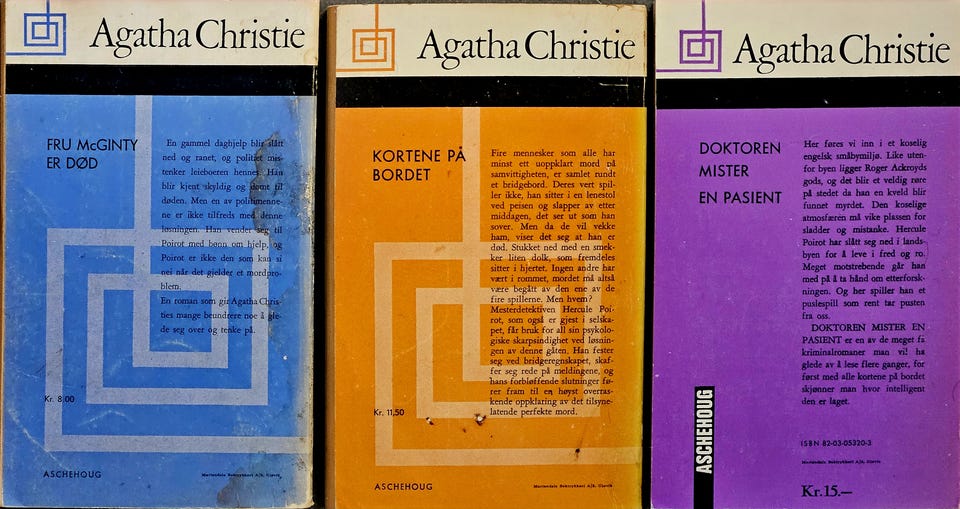 Agatha Christie
FRU McGINTY
ER DØD
En gammel daghjelp blir slått
ned og ranet, og politiet mis-
tenker leieboeren hennes. Han
blir kjent skyldig og dømt til
døden. Men en av politimenne-
ne er ikke tilfreds med denne
løsningen. Han vender seg til
Poirot med bønn om hjelp, og
Poirot er ikke den som kan si
nei når det gjelder et mordpro-
blem.
En roman som gir Agatha Chris-
ties mange beundrere noe å gle-
de seg over og tenke på.
Kr. 8,00
ASCHEHOUG
Mariendals Boktrykkeri A/S, Gjøvik
Agatha Christie
KORTENE PÅ
BORDET
Fire mennesker som alle har
minst ett uoppklart mord på
samvittigheten, er samlet rundt
et bridgebord. Deres vert spil-
ler ikke, han sitter i en lenestol
ved peisen og slapper av etter
middagen, det ser ut som han
sover. Men da de vil vekke
ham, viser det seg at han er
død. Stukket ned med en smek-
ker liten dolk, som fremdeles
sitter i hjertet. Ingen andre har
vært i rommet, mordet må altså
være begått av den ene av de
fire spillerne. Men hvem?
Mesterdetektiven Hercule Poi-
rot, som også er gjest i selska-
pet, får bruk for all sin psykolo-
giske skarpsindighet ved løsnin-
gen av denne gåten. Han fester
seg ved bridgeregnskapet, skaf-
fer seg rede på meldingene, og
hans forbløffende slutninger fø-
rer fram til en høyst overras-
kende oppklaring av det tilsyne-
latende perfekte mord.
Kr. 11,50
ASCHEHOUG
Mariendals Boktrykkeri A/S, Gjøvik
Agatha Christie
DOKTOREN
MISTER
EN PASIENT
Her føres vi inn i et koselig
engelsk småbymiljø. Like uten-
for byen ligger Roger Ackroyds
gods, og det blir et veldig røre
på stedet da han en kveld blir
funnet myrdet. Den koselige
atmosfæren må vike plassen for
sladder og mistanke. Hercule
Poirot har slått seg ned i lands-
byen for å leve i fred og ro.
Meget motstrebende går han
med på å ta hånd om etterforsk-
ningen. Og her spiller han et
puslespill som rent tar pusten
fra oss.
DOKTOREN MISTER EN
PASIENT er en av de meget få
kriminalromaner man vil ha
glede av å lese flere ganger, for
først med alle kortene på bordet
skjønner man hvor intelligent
den er laget.
ASCHEHOUG
ISBN 82-03-05320-3
Mariendals Boktrykkeri A/S, Gjøvik
Kr. 15.—